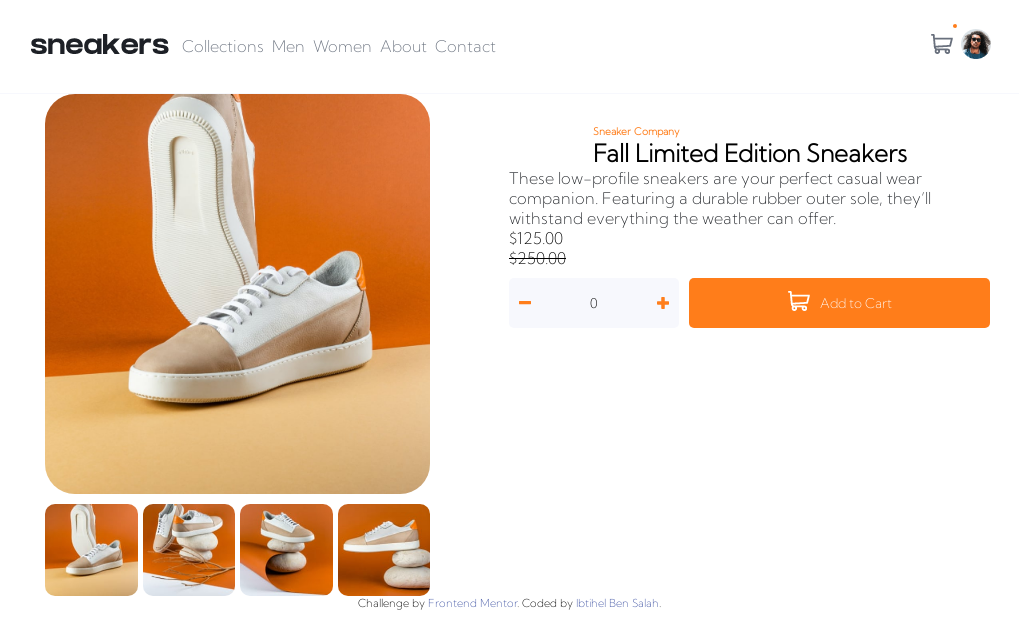 sneakers Collections Men Women About Contact
Sneaker Company
Fall Limited Edition Sneakers
These low-profile sneakers are your perfect casual wear
companion. Featuring a durable rubber outer sole, they’ll
withstand everything the weather can offer.
$125.00
$250.00
0
Add to Cart
Challenge by Frontend Mentor. Coded by Ibtihel Ben Salah.